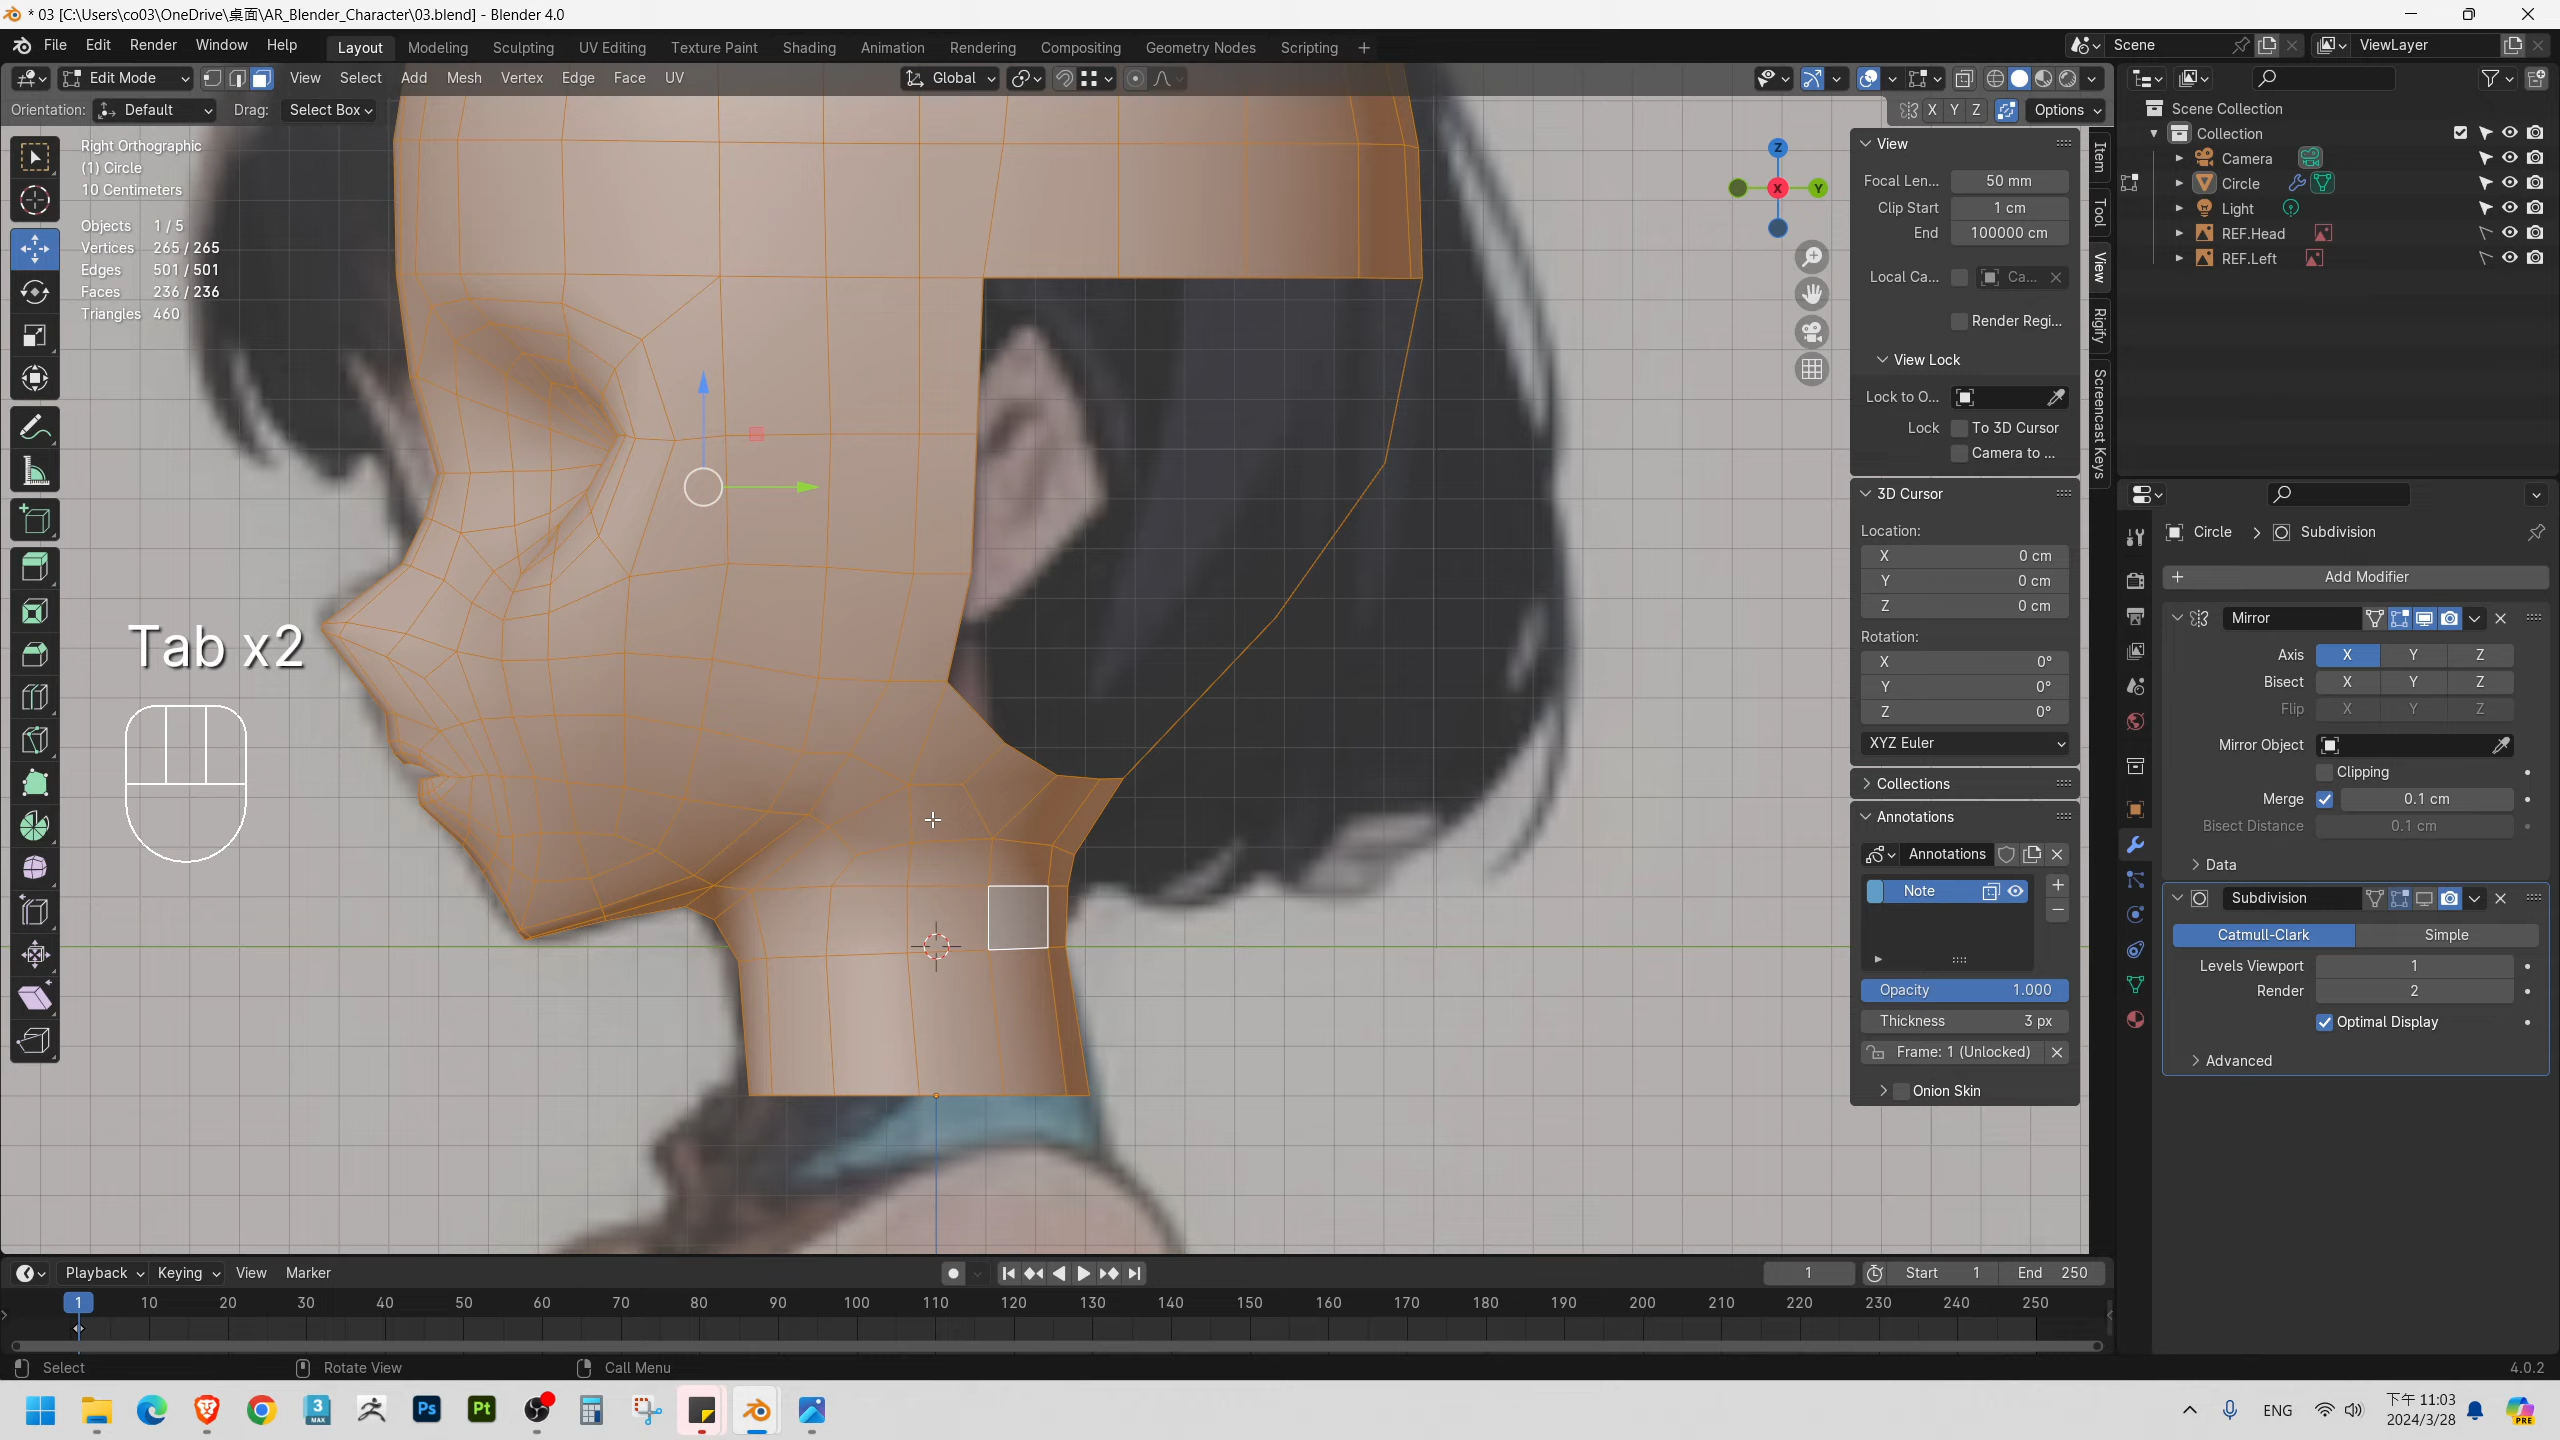 * 03 [C:\Users\co03\OneDrive\桌面\AR_Blender_Character\03.blend] - Blender 4.0
File Edit Render Window Help Layout Modeling Sculpting UV Editing Texture Paint Shading Animation Rendering Compositing Geometry Nodes Scripting + Scene ViewLayer
Edit Mode View Select Add Mesh Vertex Edge Face UV Global
Orientation: Default Drag: Select Box X Y Z Options
Right Orthographic
(1) Circle
10 Centimeters
Objects 1 / 5
Vertices 265 / 265
Edges 501 / 501
Faces 236 / 236
Triangles 460
Tab x2
Z
X
Y
View
Focal Len... 50 mm
Clip Start 1 cm
End 100000 cm
Local Ca... Ca...
Render Regi...
View Lock
Lock to O...
Lock To 3D Cursor
Camera to ...
3D Cursor
Location:
X 0 cm
Y 0 cm
Z 0 cm
Rotation:
X 0°
Y 0°
Z 0°
XYZ Euler
Collections
Annotations
Annotations
Note
Opacity 1.000
Thickness 3 px
Frame: 1 (Unlocked)
Onion Skin
Item
Tool
View
Rigify
Screencast Keys
Scene Collection
Collection
Camera
Circle
Light
REF.Head
REF.Left
Circle > Subdivision
+ Add Modifier
Mirror
Axis X Y Z
Bisect X Y Z
Flip X Y Z
Mirror Object
Clipping
Merge 0.1 cm
Bisect Distance 0.1 cm
Data
Subdivision
Catmull-Clark Simple
Levels Viewport 1
Render 2
Optimal Display
Advanced
Playback Keying View Marker 1 Start 1 End 250
1 10 20 30 40 50 60 70 80 90 100 110 120 130 140 150 160 170 180 190 200 210 220 230 240 250
Select Rotate View Call Menu 4.0.2
3 MAX Ps Pt ENG PRE
下午 11:03
2024/3/28